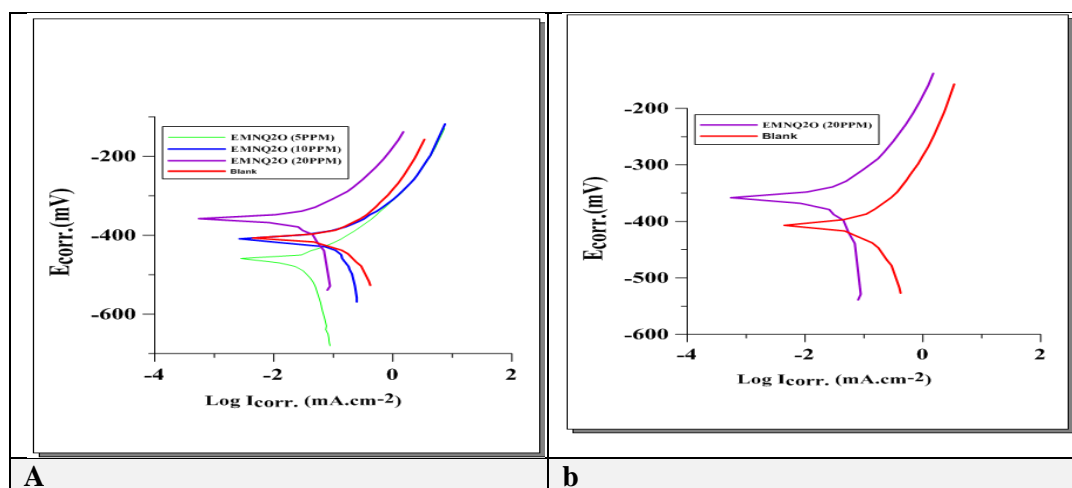 EMNQ2O (5PPM)
EMNQ2O (10PPM)
EMNQ2O (20PPM)
Blank
-200
-400
-600
Ecorr.(mV)
-4
-2
0
2
Log Icorr. (mA.cm-2)
A
EMNQ2O (20PPM)
Blank
-200
-300
-400
-500
-600
Ecorr.(mV)
-4
-2
0
2
Log Icorr. (mA.cm-2)
b